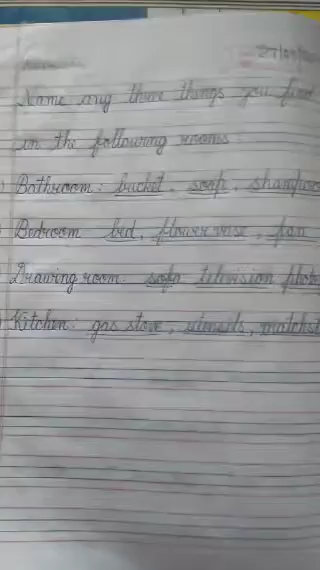 Name any three things you find
in the following rooms
Bathroom: bucket, soap, shampoo
Bedroom bed, flower vase, fan
Drawing room: sofa television photo
Kitchen: gas stove, utensils, matchst